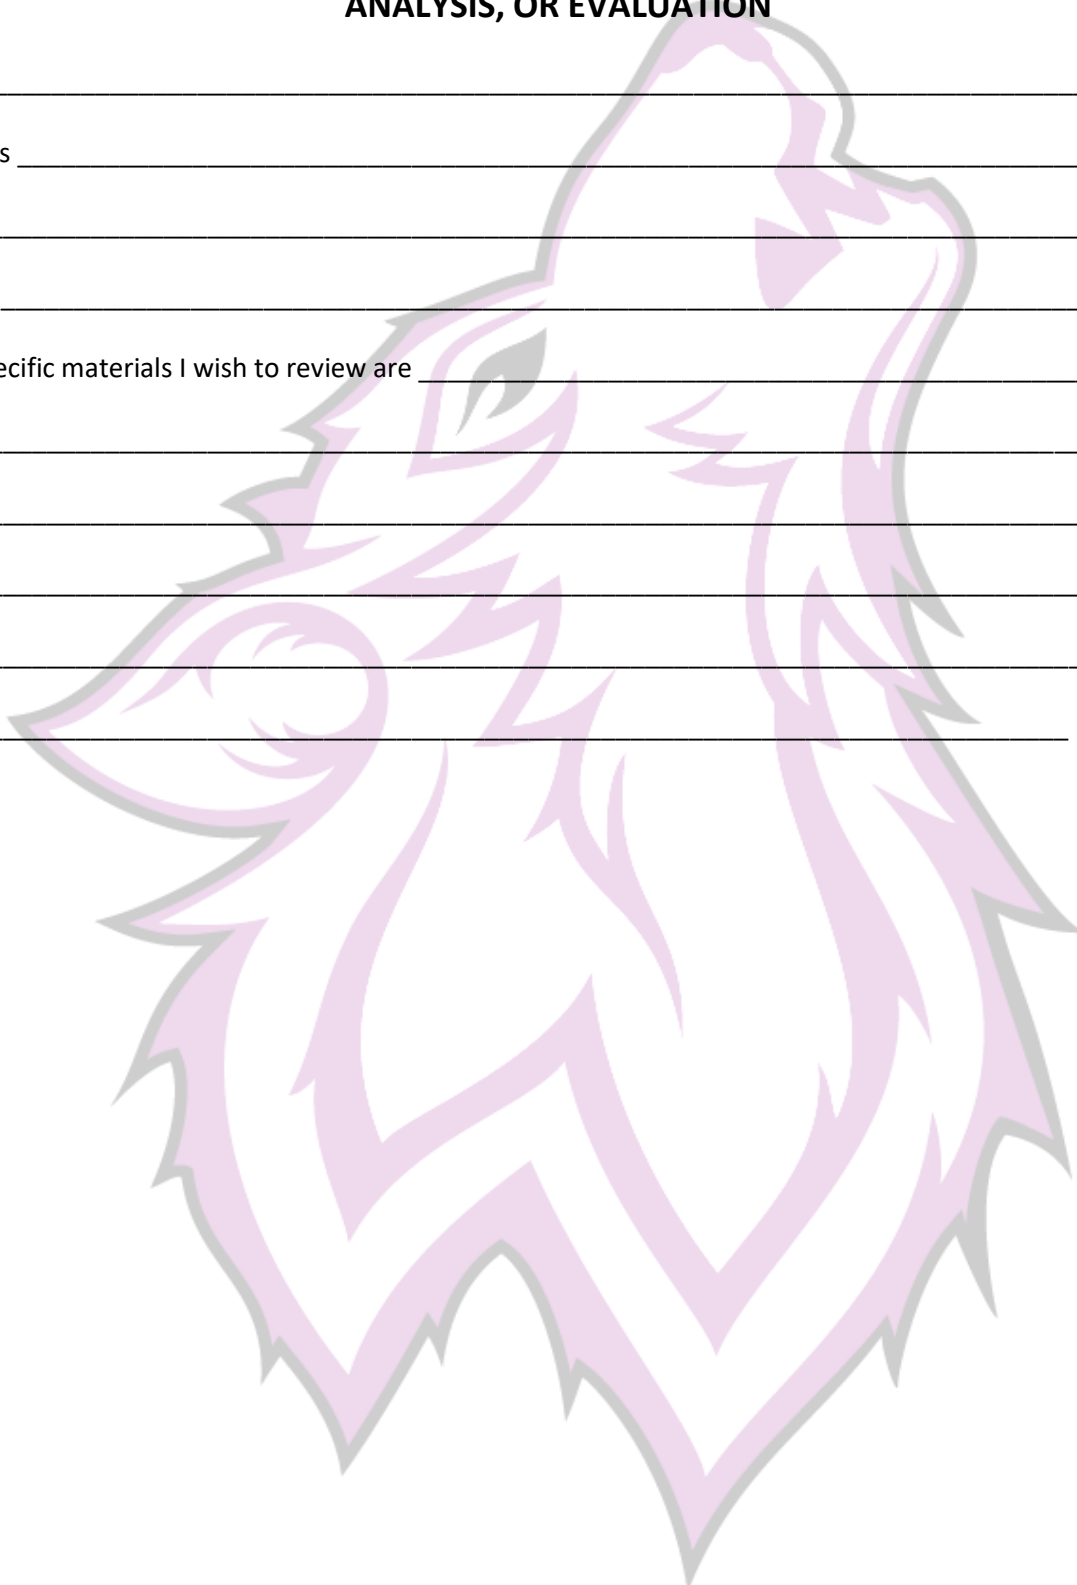 ANALYSIS, OR EVALUATION
s
ecific materials I wish to review are